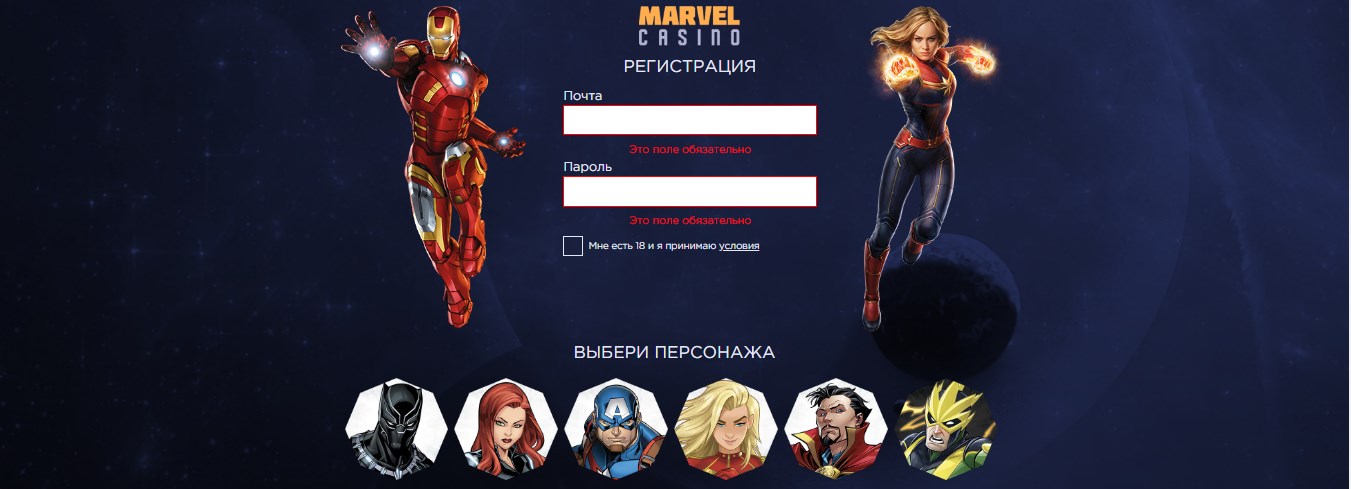 MARVEL
CASINO
РЕГИСТРАЦИЯ
Почта
Это поле обязательно
Пароль
Это поле обязательно
Мне есть 18 и я принимаю условия
ВЫБЕРИ ПЕРСОНАЖА
A